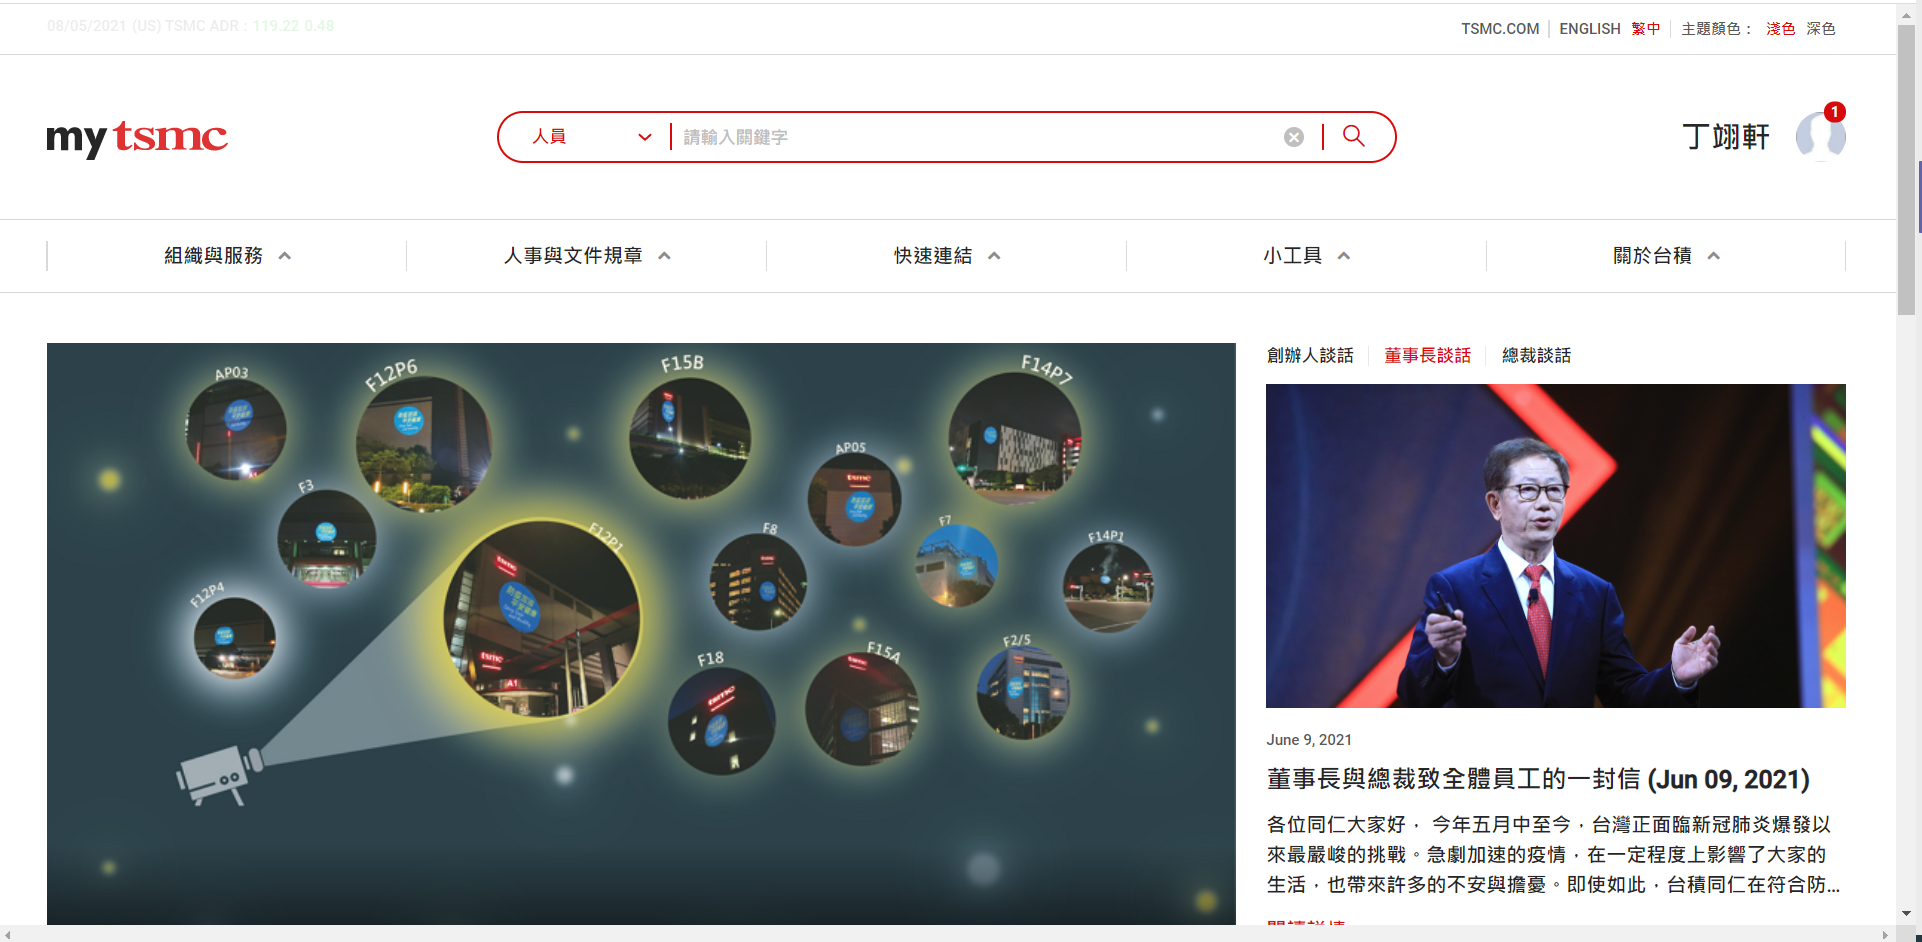 08/05/2021 (US) TSMC ADR : 119.22 0.48
TSMC.COM ENGLISH 繁中 主題顏色： 淺色 深色
my tsmc
人員 請輸入關鍵字
丁翊軒 1
組織與服務 人事與文件規章 快速連結 小工具 關於台積
AP03
F12P6
F15B
F14P7
AP05
tsmc
F3
F12P1
tsmc
tsmc
A1
F8
F7
F14P1
F12P4
F18
tsmc
F15A
tsmc
F2/5
創辦人談話 董事長談話 總裁談話
June 9, 2021
董事長與總裁致全體員工的一封信 (Jun 09, 2021)
各位同仁大家好， 今年五月中至今，台灣正面臨新冠肺炎爆發以
來最嚴峻的挑戰。急劇加速的疫情，在一定程度上影響了大家的
生活，也帶來許多的不安與擔憂。即使如此，台積同仁在符合防...